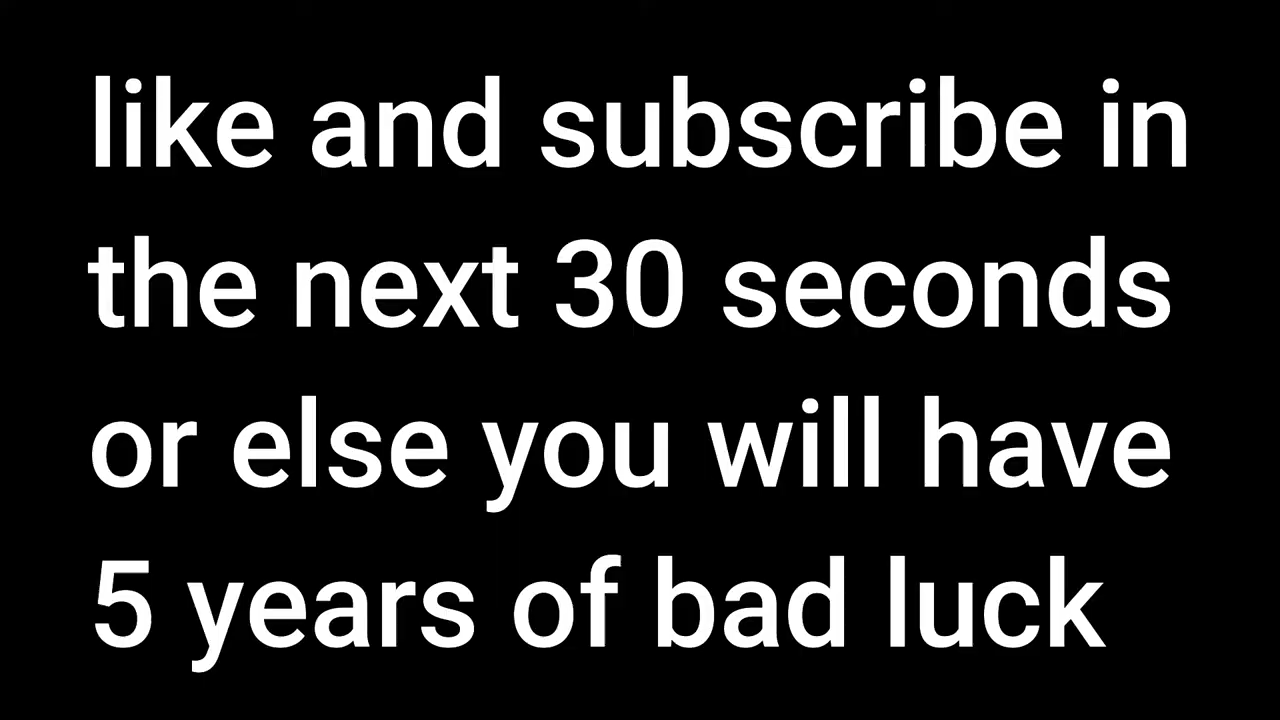 like and subscribe in
the next 30 seconds
or else you will have
5 years of bad luck